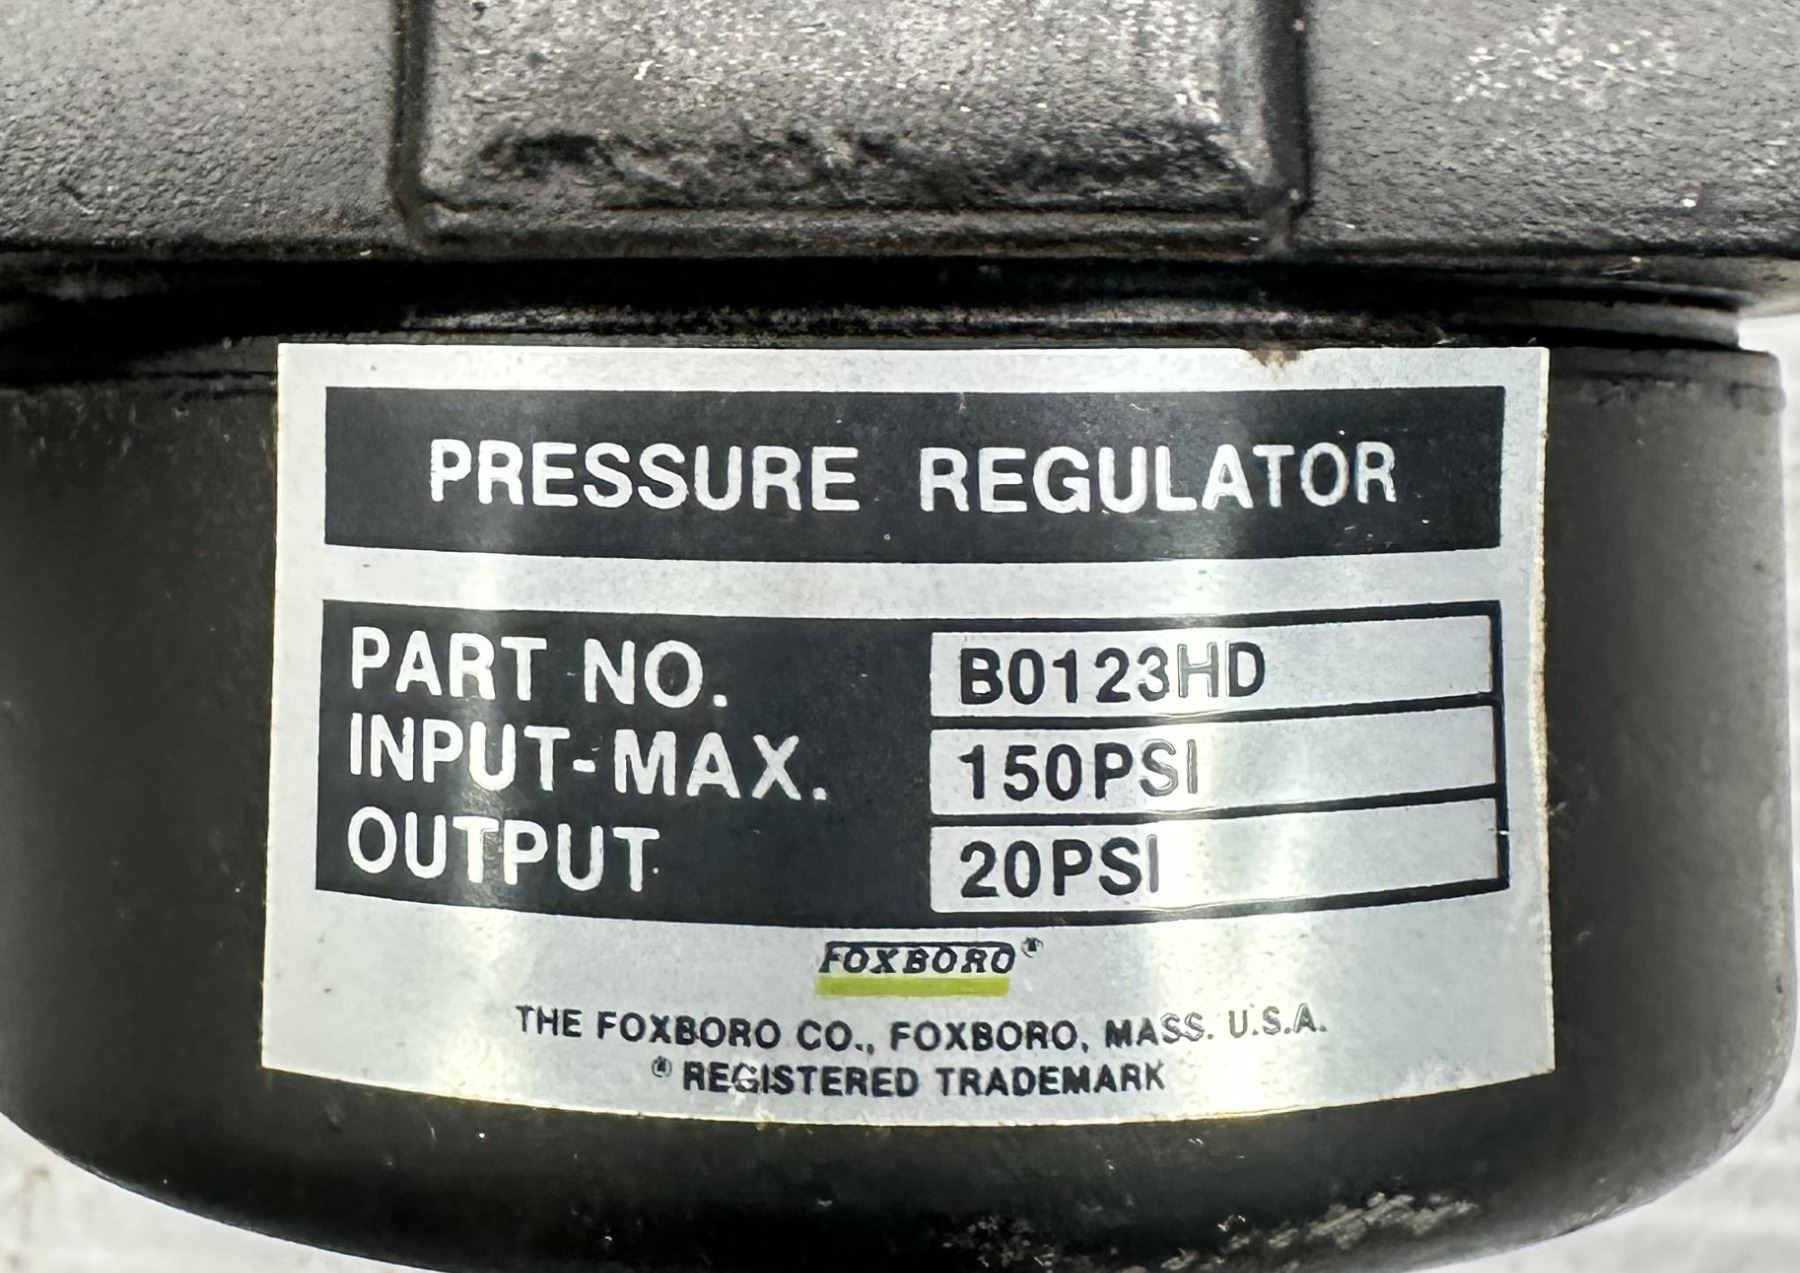 PRESSURE REGULATOR
PART NO. B0123HD
INPUT-MAX. 150PSI
OUTPUT 20PSI
FOXBORO®
THE FOXBORO CO., FOXBORO, MASS. U.S.A.
® REGISTERED TRADEMARK